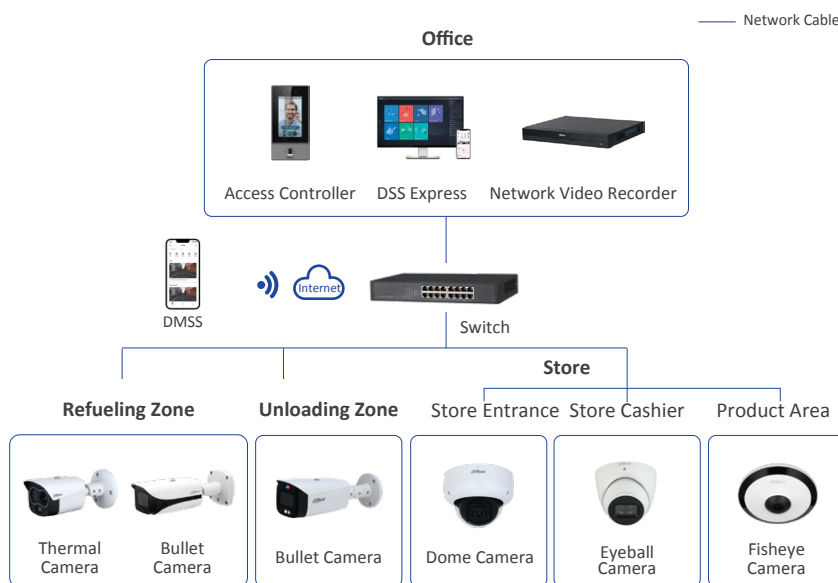 Network Cable
Office
Access Controller
DSS Express
Network Video Recorder
Internet
DMSS
Switch
Store
Refueling Zone
Unloading Zone
Store Entrance
Store Cashier
Product Area
Thermal
Camera
Bullet
Camera
Bullet Camera
Dome Camera
Eyeball
Camera
Fisheye
Camera